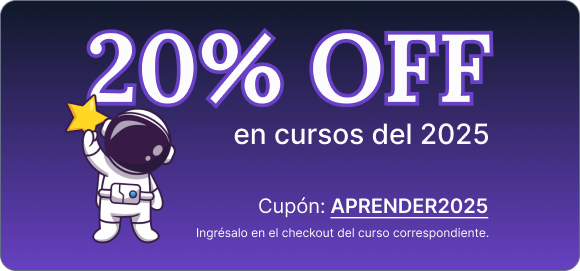 20% OFF
en cursos del 2025
Cupón: APRENDER2025
Ingrésalo en el checkout del curso correspondiente.